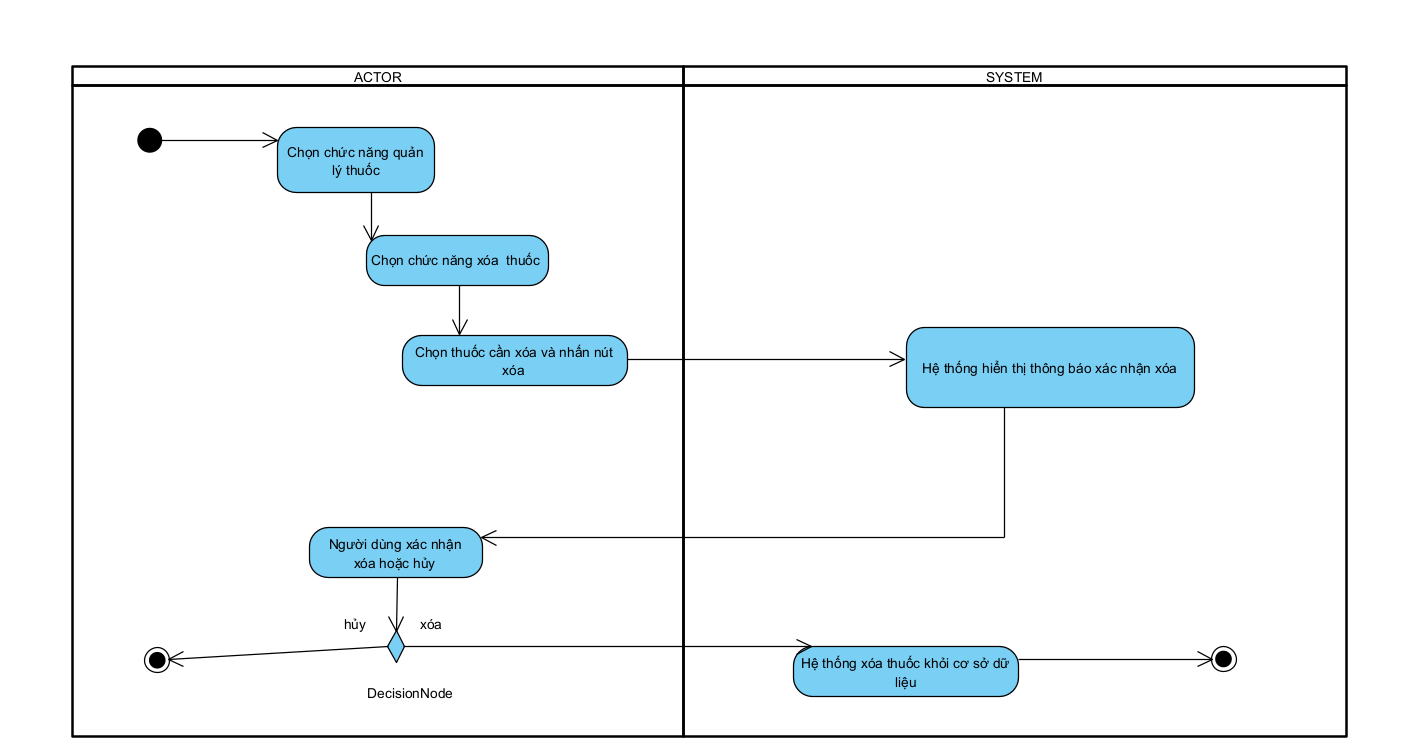 ACTOR
SYSTEM
Chọn chức năng quản
lý thuốc
Chọn chức năng xóa  thuốc
Chọn thuốc cần xóa và nhấn nút
xóa
Hệ thống hiển thị thông báo xác nhận xóa
Người dùng xác nhận
xóa hoặc hủy
hủy
xóa
Hệ thống xóa thuốc khỏi cơ sở dữ
liệu
DecisionNode